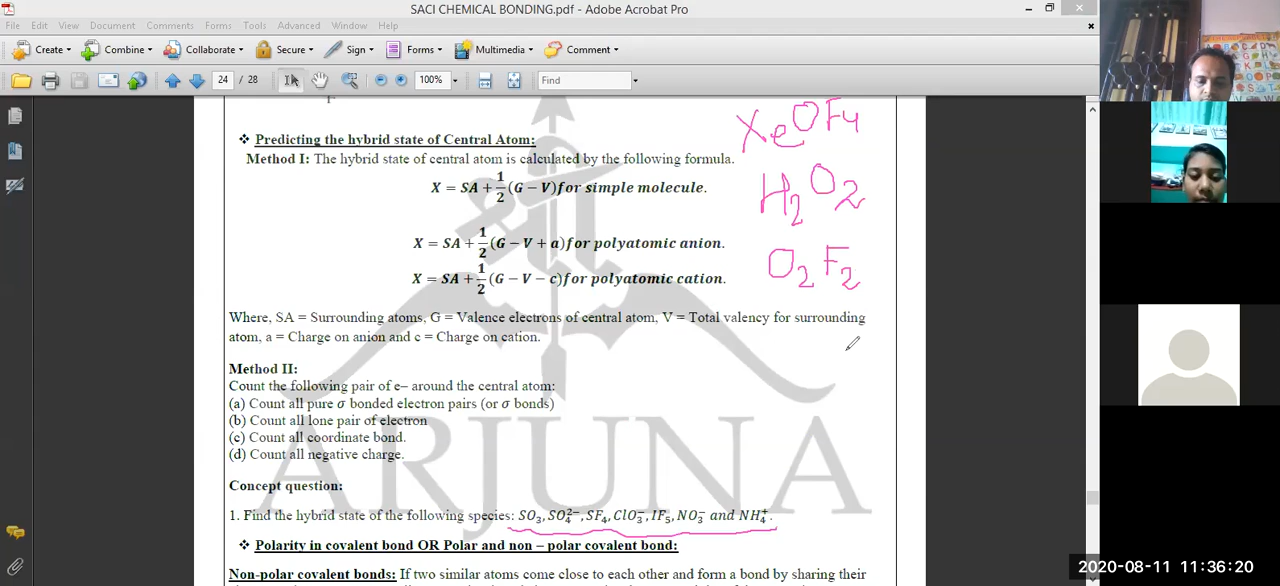 SACI CHEMICAL BONDING.pdf - Adobe Acrobat Pro
File Edit View Document Comments Forms Tools Advanced Window Help
Create Combine Collaborate Secure Sign Forms Multimedia Comment
24 / 28 100% Find
XeOF4
❖ Predicting the hybrid state of Central Atom:
Method I: The hybrid state of central atom is calculated by the following formula.
X = SA + 1/2 (G − V) for simple molecule.
H2O2
X = SA + 1/2 (G − V + a) for polyatomic anion.
O2F2
X = SA + 1/2 (G − V − c) for polyatomic cation.
Where, SA = Surrounding atoms, G = Valence electrons of central atom, V = Total valency for surrounding
atom, a = Charge on anion and c = Charge on cation.
Method II:
Count the following pair of e– around the central atom:
(a) Count all pure σ bonded electron pairs (or σ bonds)
(b) Count all lone pair of electron
(c) Count all coordinate bond.
(d) Count all negative charge.
ARJUNA
Concept question:
1. Find the hybrid state of the following species: SO₃, SO₄²⁻, SF₄, ClO₃⁻, IF₅, NO₃⁻ and NH₄⁺.
❖ Polarity in covalent bond OR Polar and non – polar covalent bond:
Non-polar covalent bonds: If two similar atoms come close to each other and form a bond by sharing their
2020-08-11 11:36:20